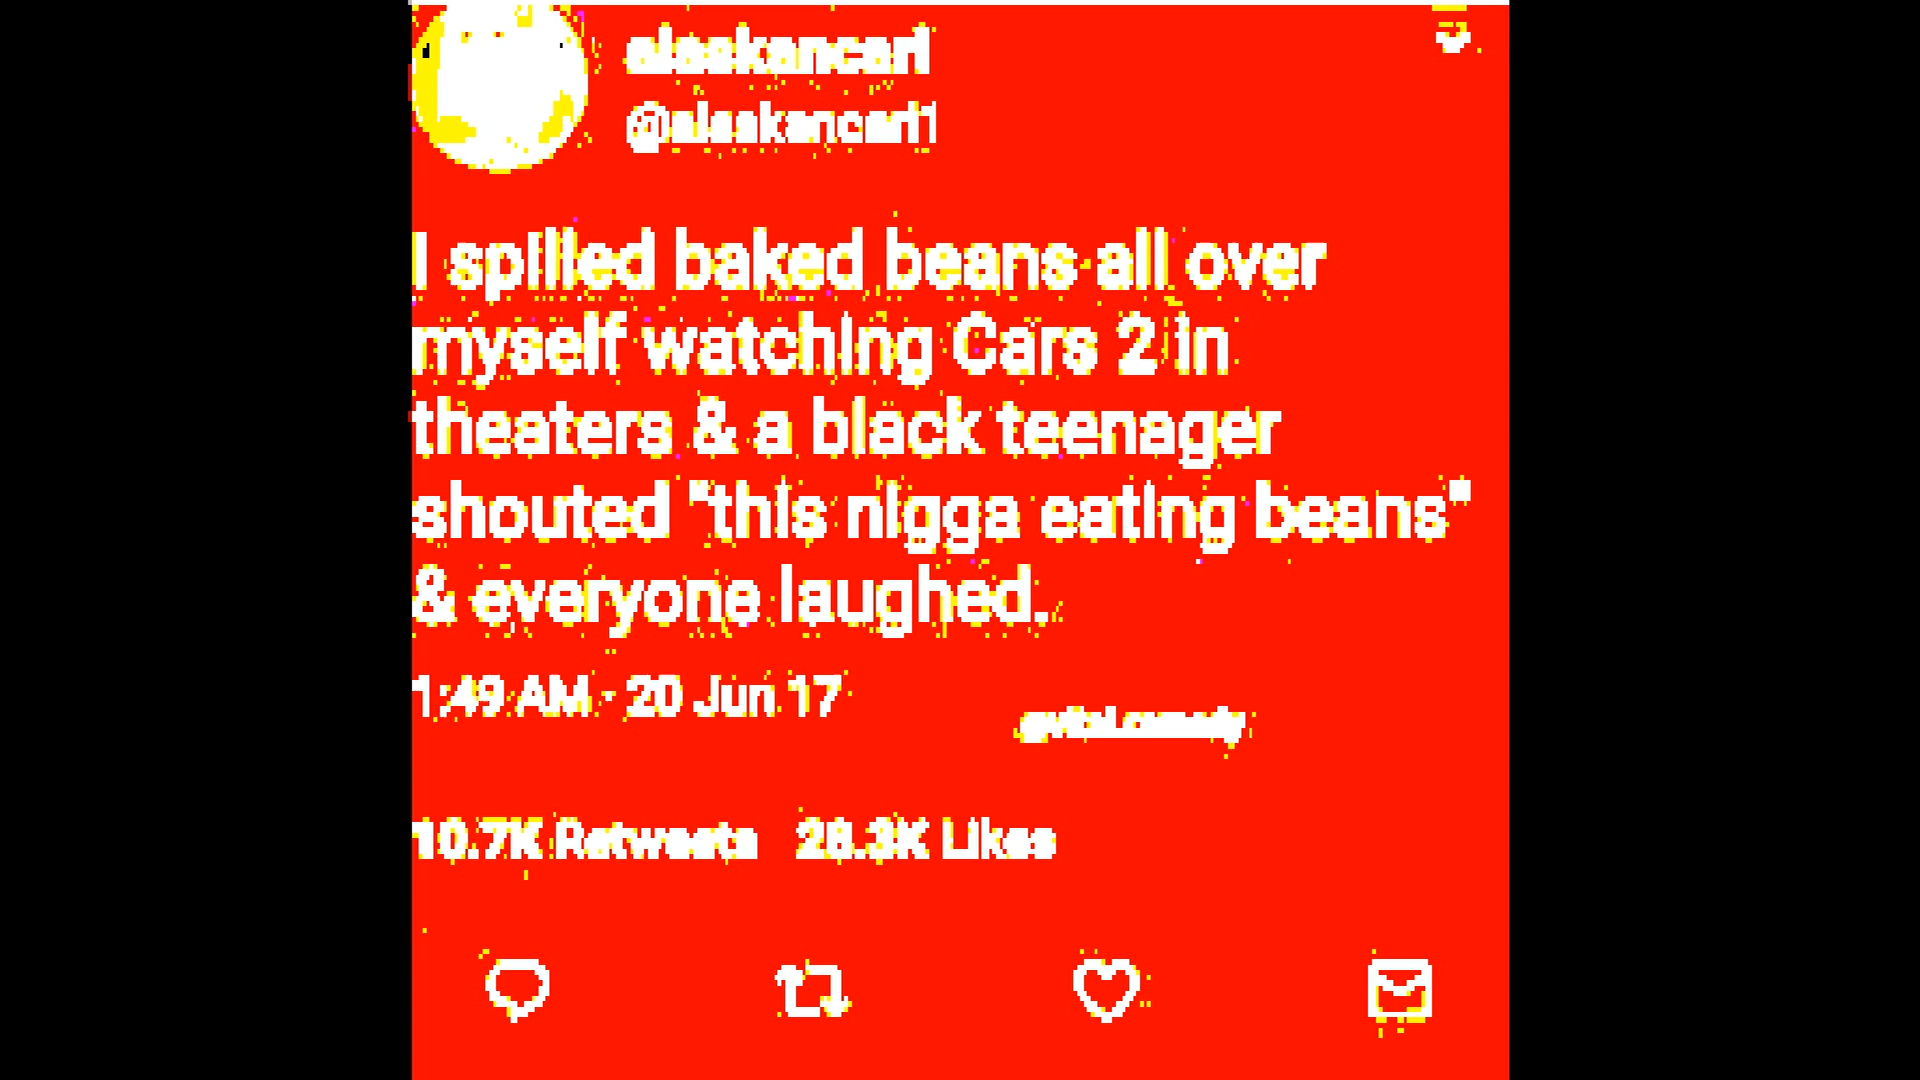 alaskancarl
@alaskancarl1
I spilled baked beans all over
myself watching Cars 2 in
theaters & a black teenager
shouted "this nigga eating beans"
& everyone laughed.
1:49 AM · 20 Jun 17
10.7K Retweets 28.3K Likes